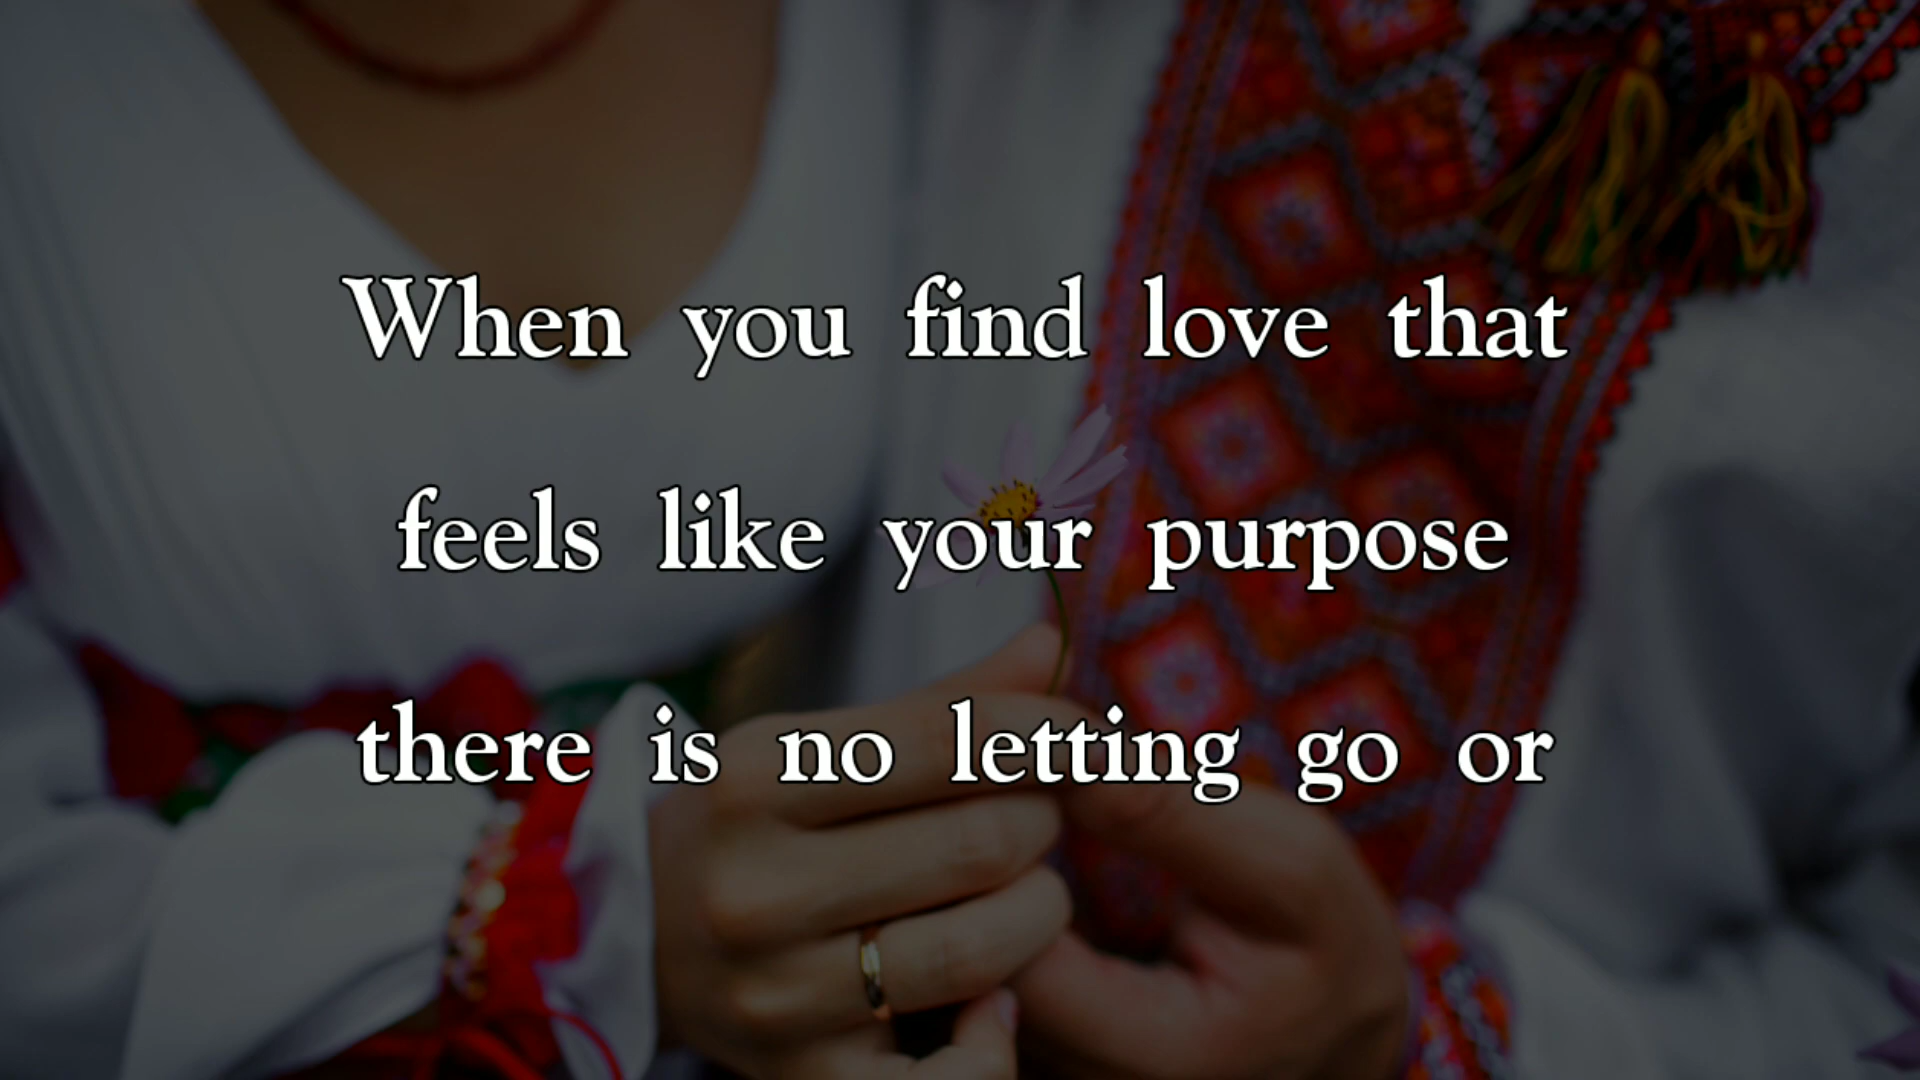 When you find love that
feels like your purpose
there is no letting go or